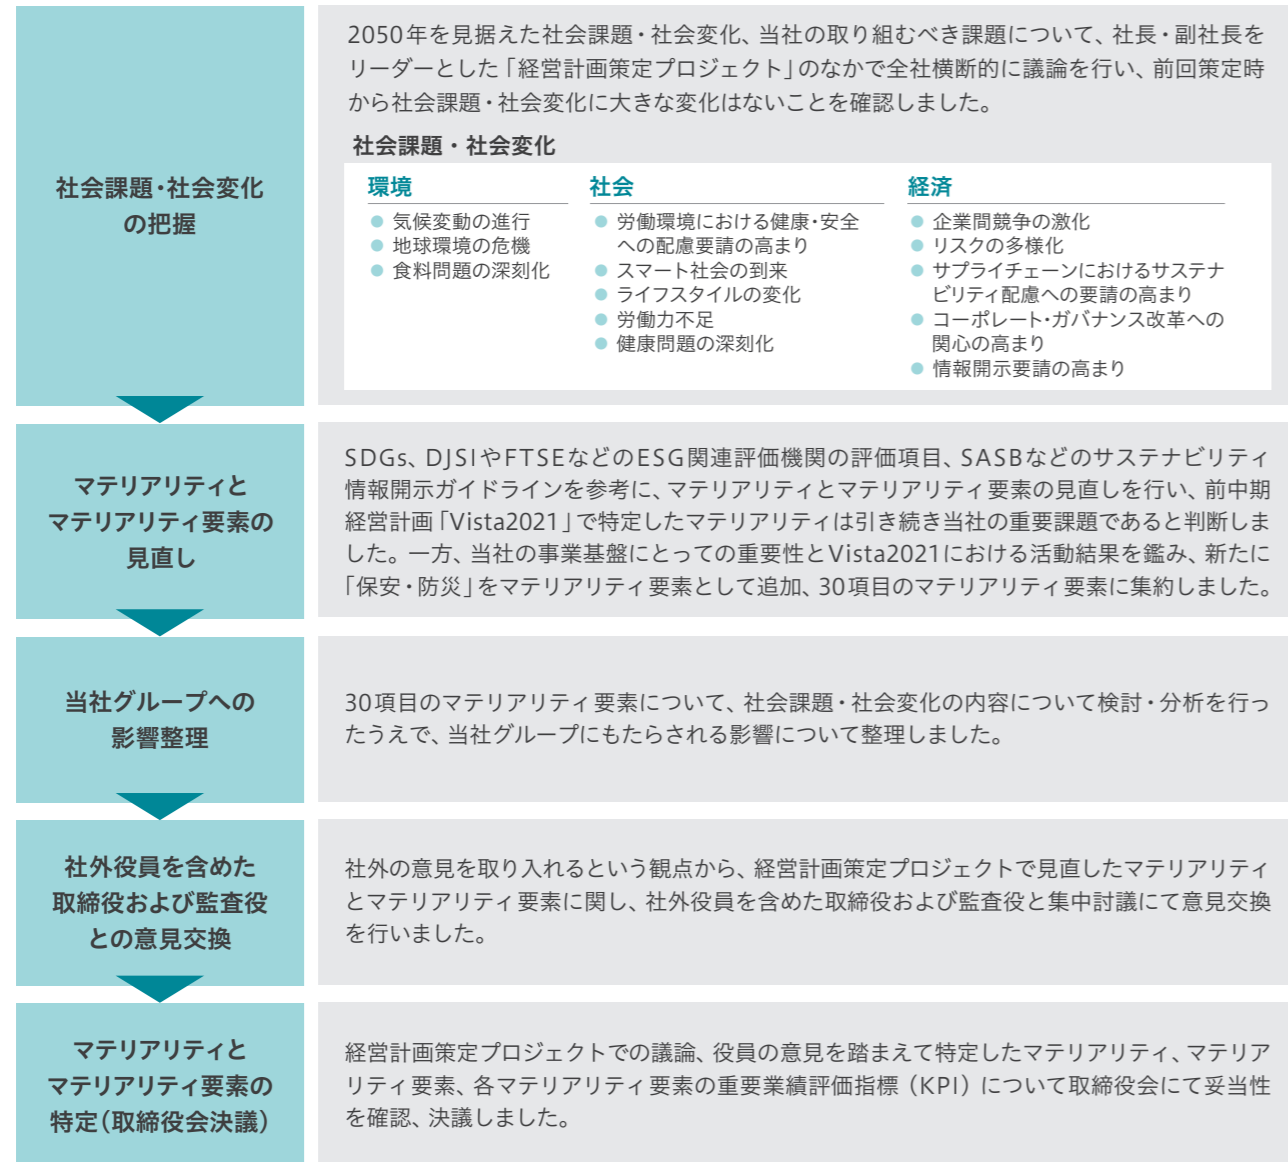 社会課題・社会変化
の把握
2050年を見据えた社会課題・社会変化、当社の取り組むべき課題について、社長・副社長を
リーダーとした「経営計画策定プロジェクト」のなかで全社横断的に議論を行い、前回策定時
から社会課題・社会変化に大きな変化はないことを確認しました。
社会課題・社会変化
環境
● 気候変動の進行
● 地球環境の危機
● 食料問題の深刻化
社会
● 労働環境における健康・安全
への配慮要請の高まり
● スマート社会の到来
● ライフスタイルの変化
● 労働力不足
● 健康問題の深刻化
経済
● 企業間競争の激化
● リスクの多様化
● サプライチェーンにおけるサステナ
ビリティ配慮への要請の高まり
● コーポレート・ガバナンス改革への
関心の高まり
● 情報開示要請の高まり
マテリアリティと
マテリアリティ要素の
見直し
SDGs、DJSIやFTSEなどのESG関連評価機関の評価項目、SASBなどのサステナビリティ
情報開示ガイドラインを参考に、マテリアリティとマテリアリティ要素の見直しを行い、前中期
経営計画「Vista2021」で特定したマテリアリティは引き続き当社の重要課題であると判断しま
した。一方、当社の事業基盤にとっての重要性とVista2021における活動結果を鑑み、新たに
「保安・防災」をマテリアリティ要素として追加、30項目のマテリアリティ要素に集約しました。
当社グループへの
影響整理
30項目のマテリアリティ要素について、社会課題・社会変化の内容について検討・分析を行っ
たうえで、当社グループにもたらされる影響について整理しました。
社外役員を含めた
取締役および監査役
との意見交換
社外の意見を取り入れるという観点から、経営計画策定プロジェクトで見直したマテリアリティ
とマテリアリティ要素に関し、社外役員を含めた取締役および監査役と集中討議にて意見交換
を行いました。
マテリアリティと
マテリアリティ要素の
特定(取締役会決議)
経営計画策定プロジェクトでの議論、役員の意見を踏まえて特定したマテリアリティ、マテリア
リティ要素、各マテリアリティ要素の重要業績評価指標（KPI）について取締役会にて妥当性
を確認、決議しました。